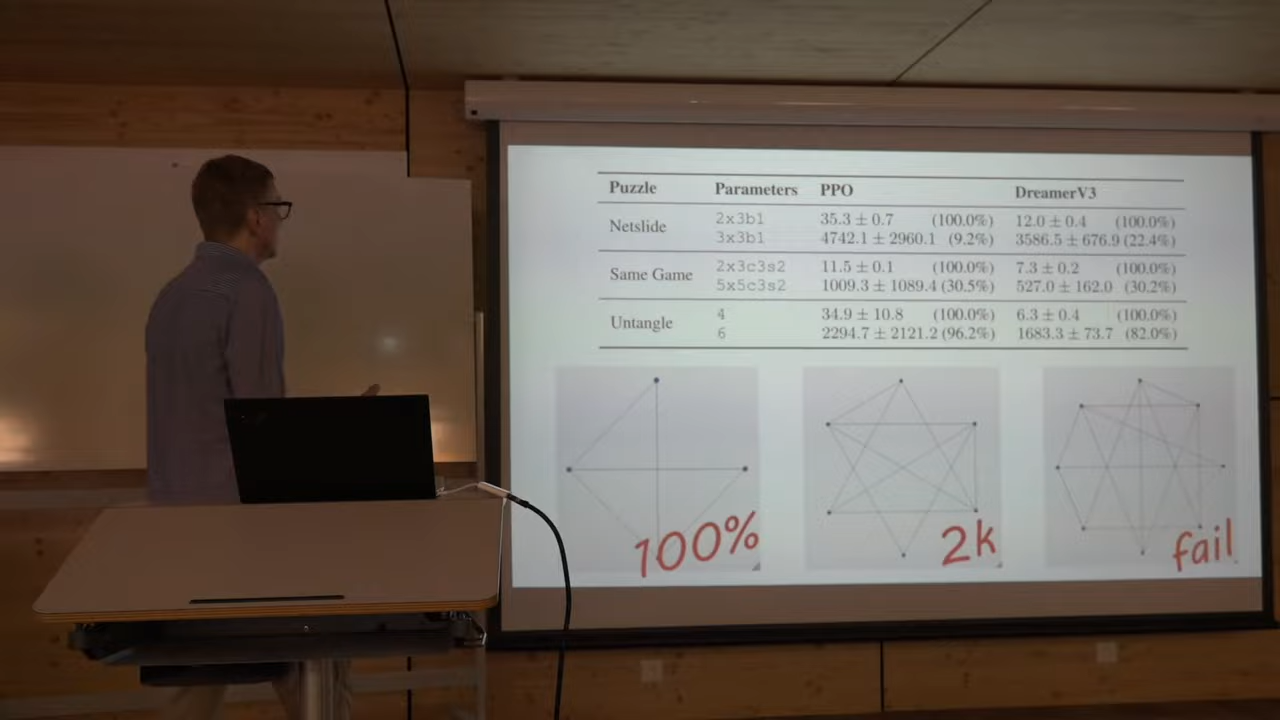 Puzzle Parameters PPO DreamerV3
Netslide 2x3b1 35.3 ± 0.7 (100.0%) 12.0 ± 0.4 (100.0%)
3x3b1 4742.1 ± 2960.1 (9.2%) 3586.5 ± 676.9 (22.4%)
Same Game 2x3c3s2 11.5 ± 0.1 (100.0%) 7.3 ± 0.2 (100.0%)
5x5c3s2 1009.3 ± 1089.4 (30.5%) 527.0 ± 162.0 (30.2%)
Untangle 4 34.9 ± 10.8 (100.0%) 6.3 ± 0.4 (100.0%)
6 2294.7 ± 2121.2 (96.2%) 1683.3 ± 73.7 (82.0%)
100% 2k fail